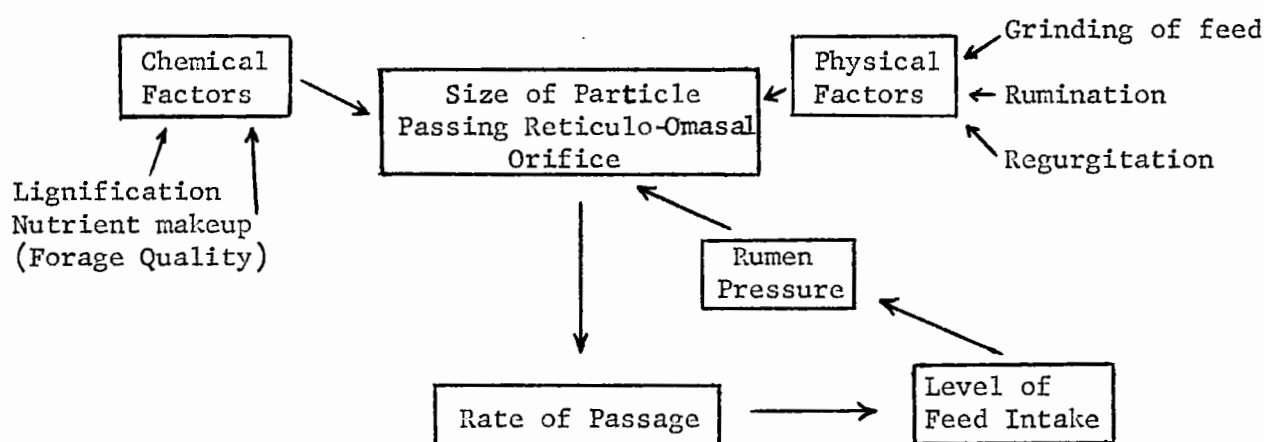 Chemical
Factors
Size of Particle
Passing Reticulo-Omasal
Orifice
Physical
Factors
Grinding of feed
Rumination
Regurgitation
Lignification
Nutrient makeup
(Forage Quality)
Rumen
Pressure
Rate of Passage
Level of
Feed Intake